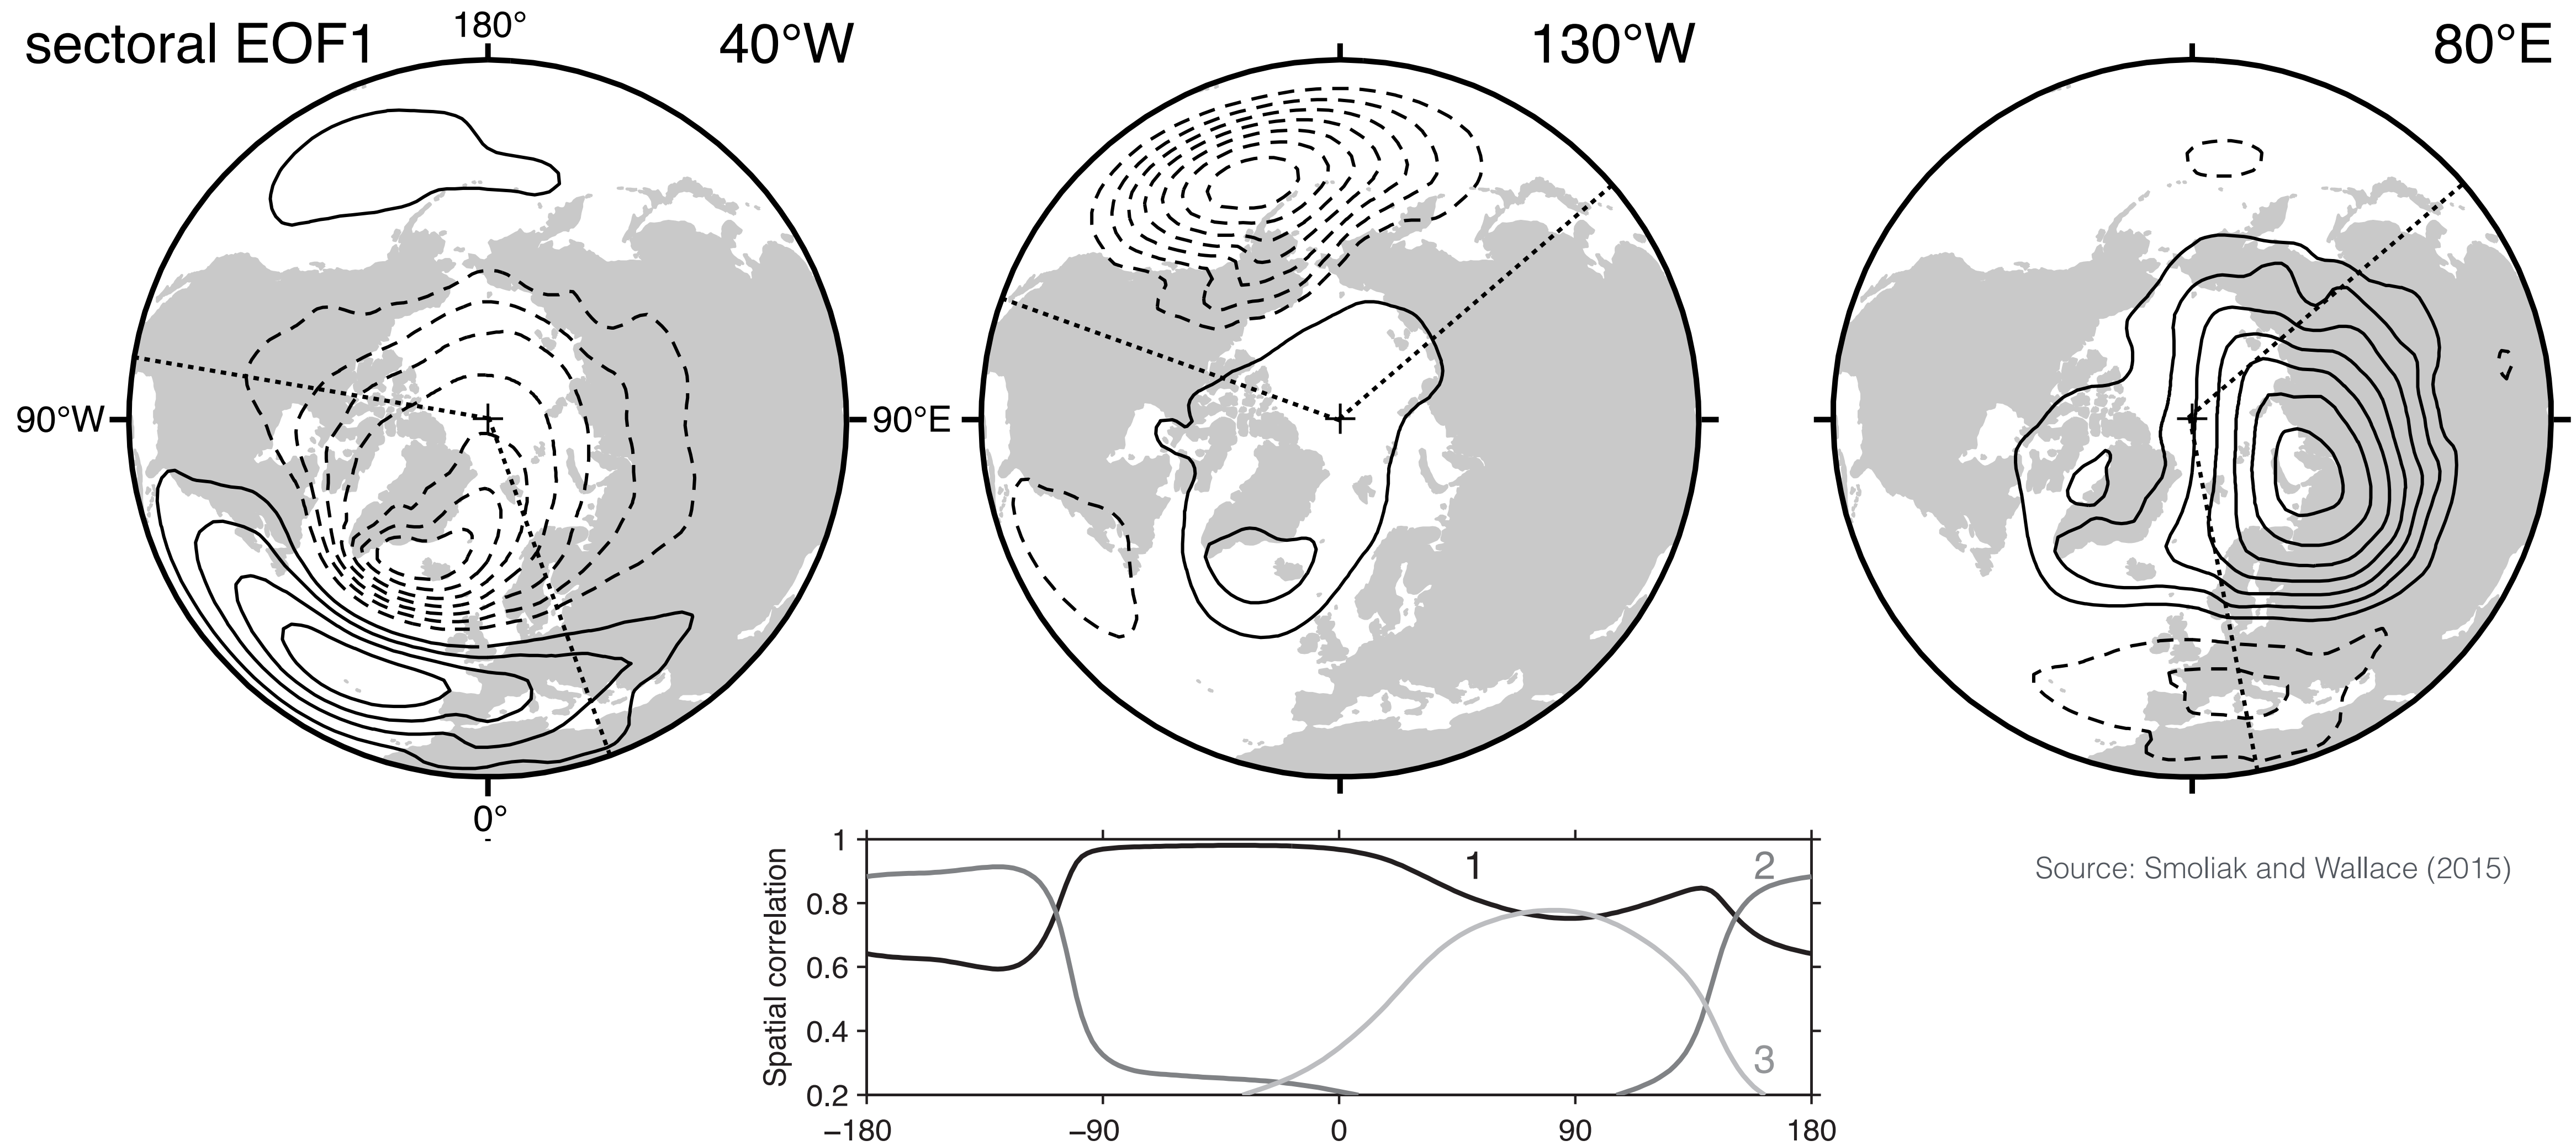 sectoral EOF1
180°
40°W
130°W
80°E
90°W
90°E
0°
Spatial correlation
1
0.8
0.6
0.4
0.2
1
2
3
−180
−90
0
90
180
Source: Smoliak and Wallace (2015)